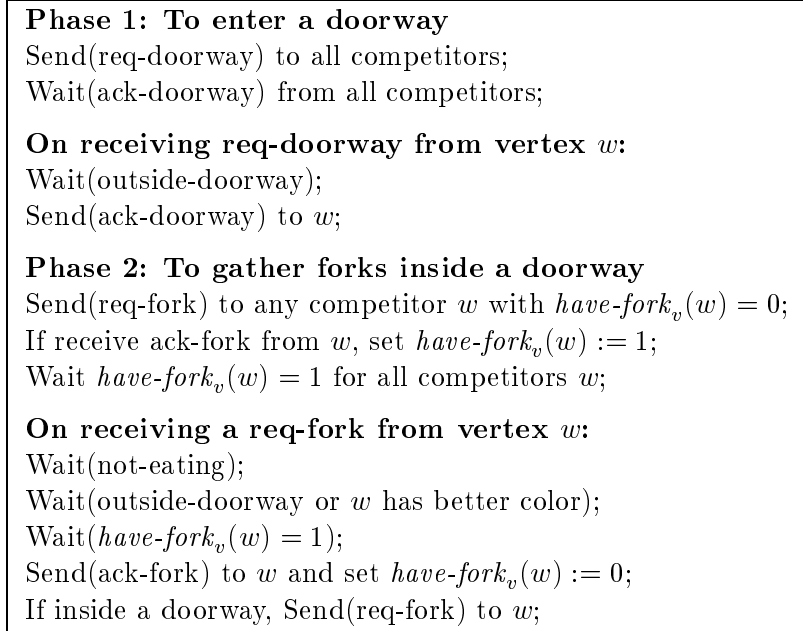 Phase 1: To enter a doorway
Send(req-doorway) to all competitors;
Wait(ack-doorway) from all competitors;
On receiving req-doorway from vertex w:
Wait(outside-doorway);
Send(ack-doorway) to w;
Phase 2: To gather forks inside a doorway
Send(req-fork) to any competitor w with have-fork_v(w) = 0;
If receive ack-fork from w, set have-fork_v(w) := 1;
Wait have-fork_v(w) = 1 for all competitors w;
On receiving a req-fork from vertex w:
Wait(not-eating);
Wait(outside-doorway or w has better color);
Wait(have-fork_v(w) = 1);
Send(ack-fork) to w and set have-fork_v(w) := 0;
If inside a doorway, Send(req-fork) to w;